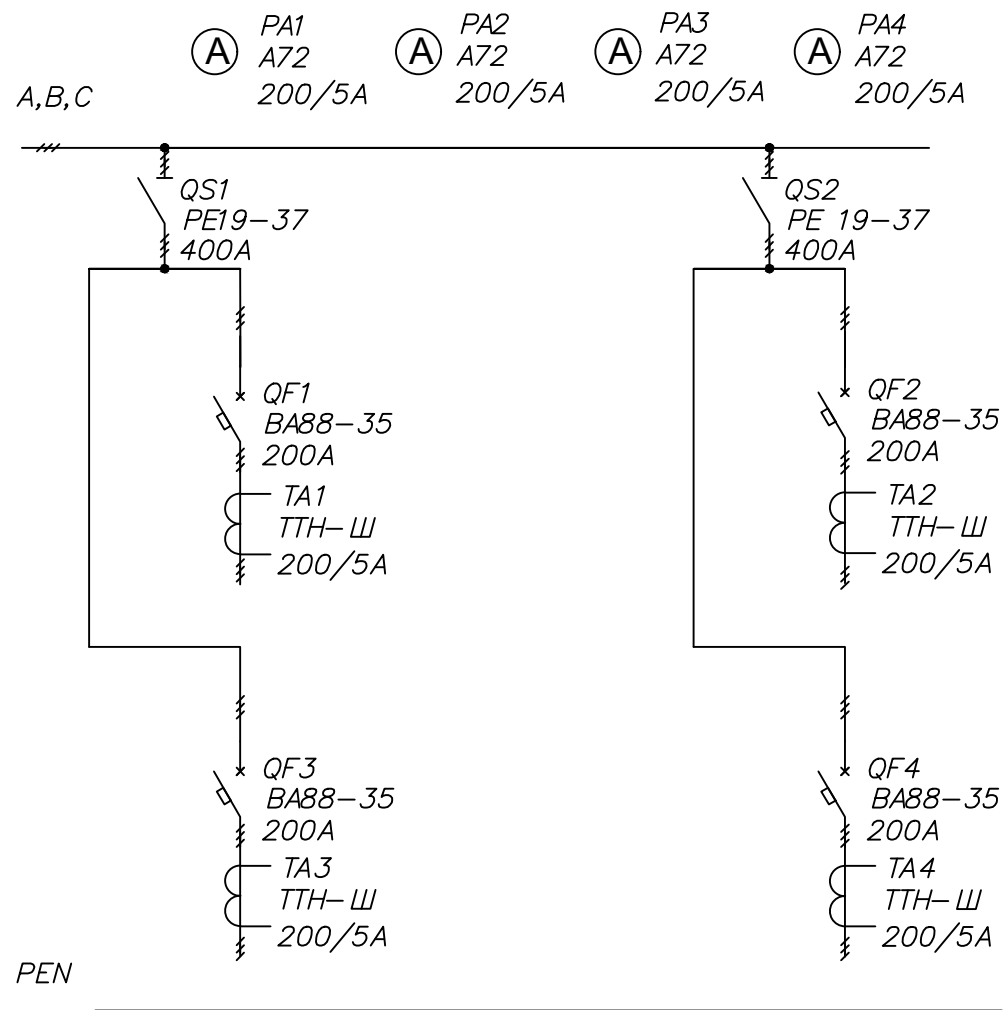 A
PA1
A72
200/5A
A
PA2
A72
200/5A
A
PA3
A72
200/5A
A
PA4
A72
200/5A
A,B,C
QS1
РЕ19-37
400A
QS2
РЕ 19-37
400A
QF1
ВА88-35
200A
QF2
ВА88-35
200A
TA1
ТТН-Ш
200/5A
TA2
ТТН-Ш
200/5A
QF3
ВА88-35
200A
QF4
ВА88-35
200A
TA3
ТТН-Ш
200/5A
TA4
ТТН-Ш
200/5A
PEN